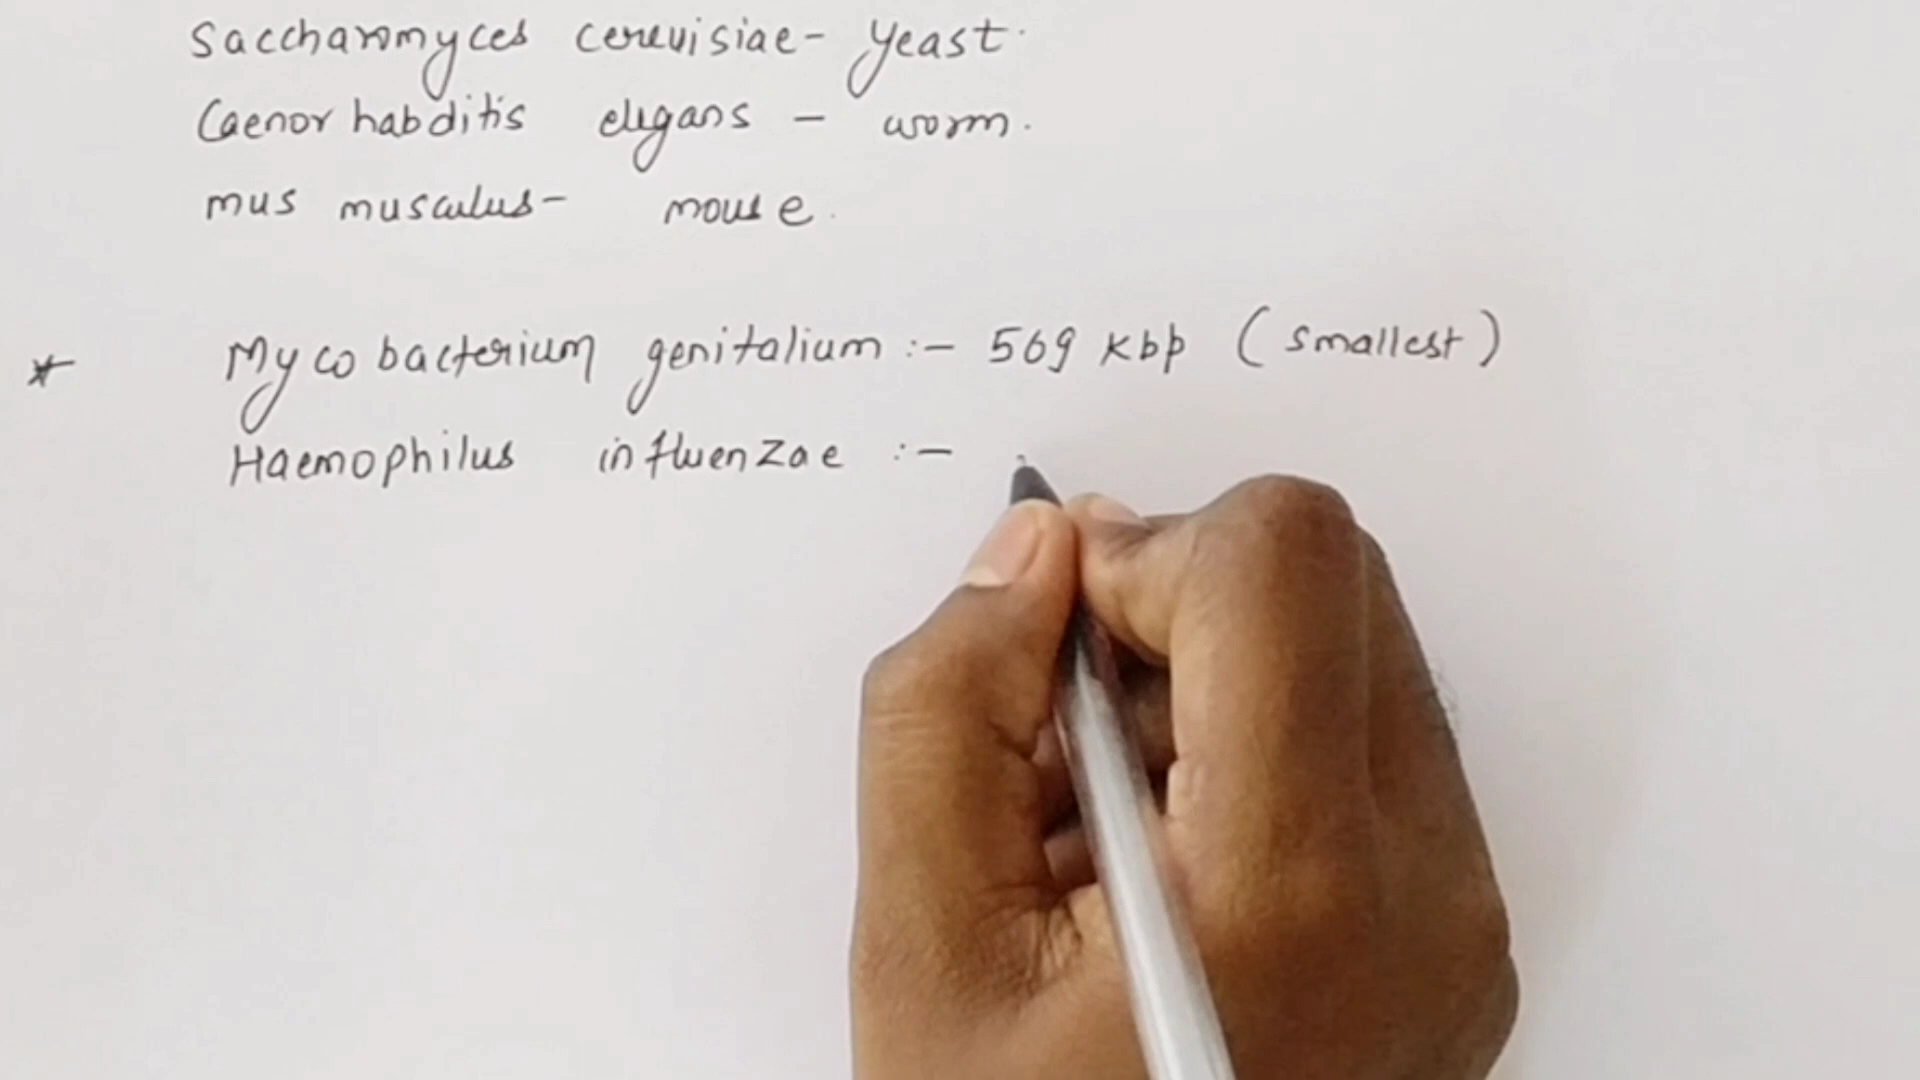 Saccharomyces cerevisiae- yeast.
Caenorhabditis elegans - worm.
mus musculus- mouse.
* Mycobacterium genitalium :- 569 Kbp (smallest)
Haemophilus influenzae :-